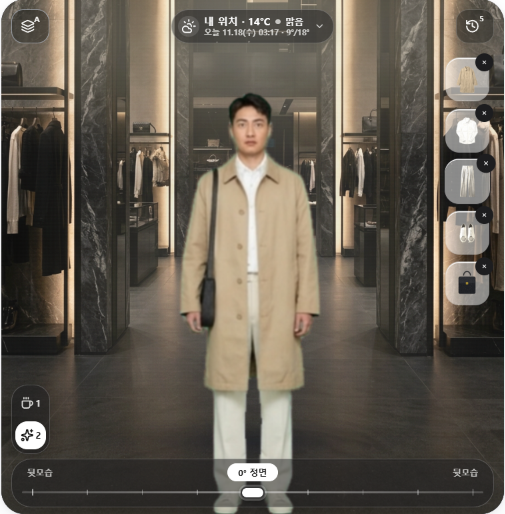 A
내 위치 · 14°C 맑음
오늘 11.18(수) 03:17 · 9°/18°
5
×
×
×
×
×
1
2
뒷모습
0° 정면
뒷모습